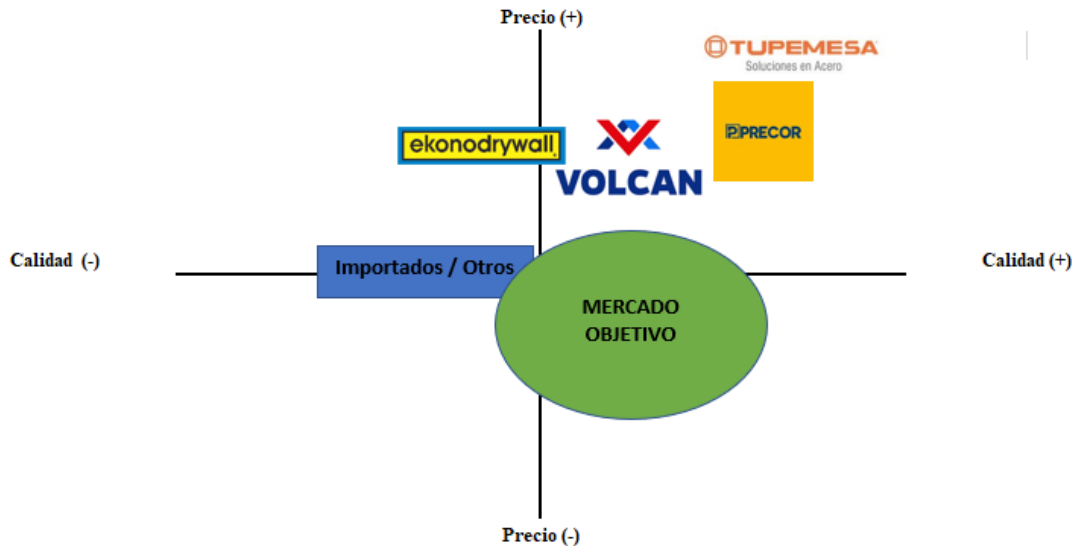 Precio (+)
TUPEMESA
Soluciones en Acero
PRECOR
ekonodrywall
VOLCAN
Calidad (-)
Importados / Otros
Calidad (+)
MERCADO
OBJETIVO
Precio (-)